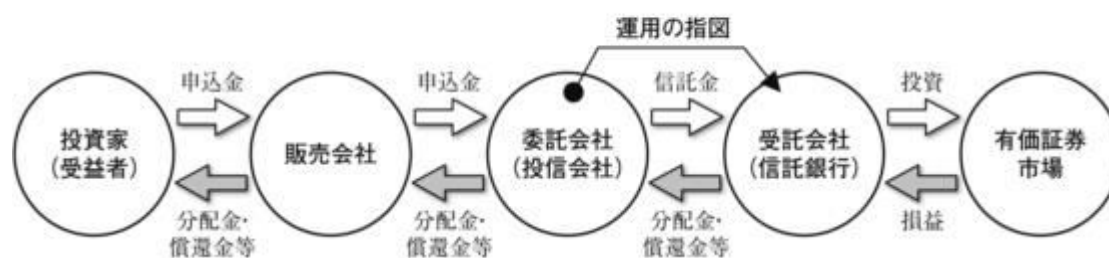 運用の指図
申込金
申込金
信託金
投資
投資家
(受益者)
販売会社
委託会社
(投信会社)
受託会社
(信託銀行)
有価証券
市場
分配金・
償還金等
分配金・
償還金等
分配金・
償還金等
損益